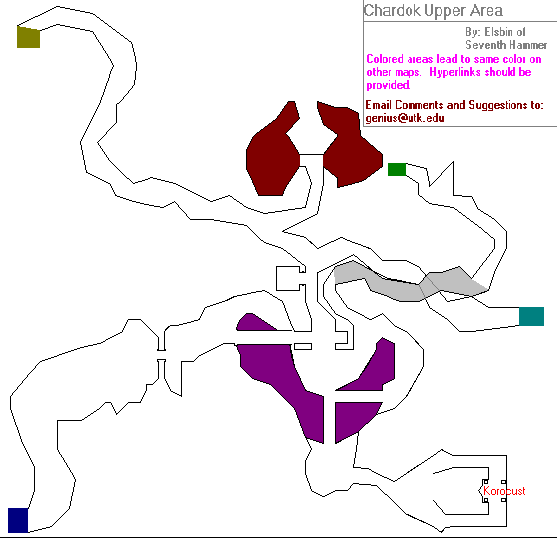 Chardok Upper Area
By: Elsbin of
Seventh Hammer
Colored areas lead to same color on
other maps.  Hyperlinks should be
provided.
Email Comments and Suggestions to:
genius@utk.edu
Korocust